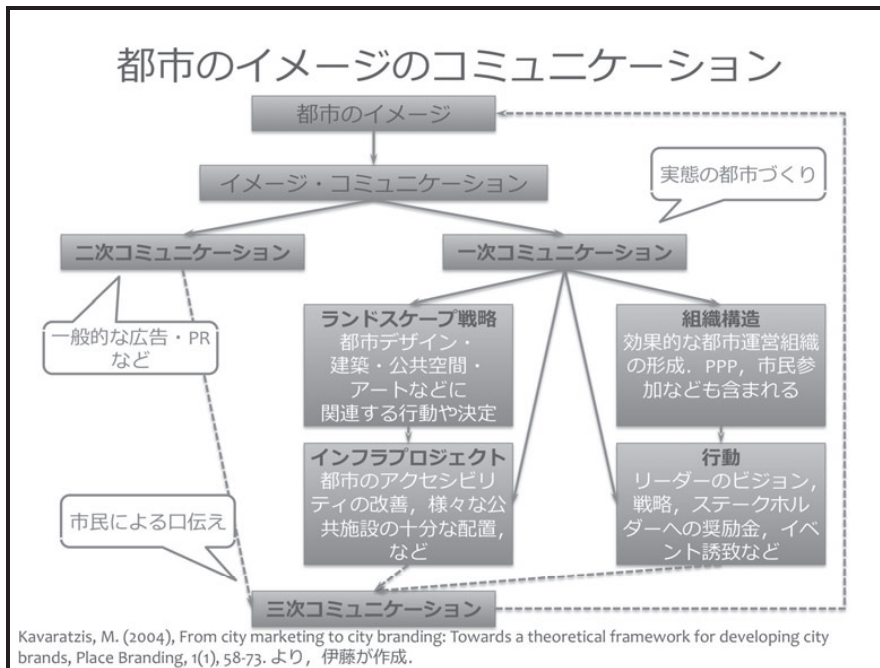 都市のイメージのコミュニケーション
都市のイメージ
イメージ・コミュニケーション
実態の都市づくり
二次コミュニケーション
一次コミュニケーション
一般的な広告・PR
など
ランドスケープ戦略
都市デザイン・
建築・公共空間・
アートなどに
関連する行動や決定
組織構造
効果的な都市運営組織
の形成．PPP，市民参
加なども含まれる
インフラプロジェクト
都市のアクセシビリ
ティの改善，様々な公
共施設の十分な配置，
など
行動
リーダーのビジョン，
戦略，ステークホル
ダーへの奨励金，イベ
ント誘致など
市民による口伝え
三次コミュニケーション
Kavaratzis, M. (2004), From city marketing to city branding: Towards a theoretical framework for developing city
brands, Place Branding, 1(1), 58-73. より，伊藤が作成．